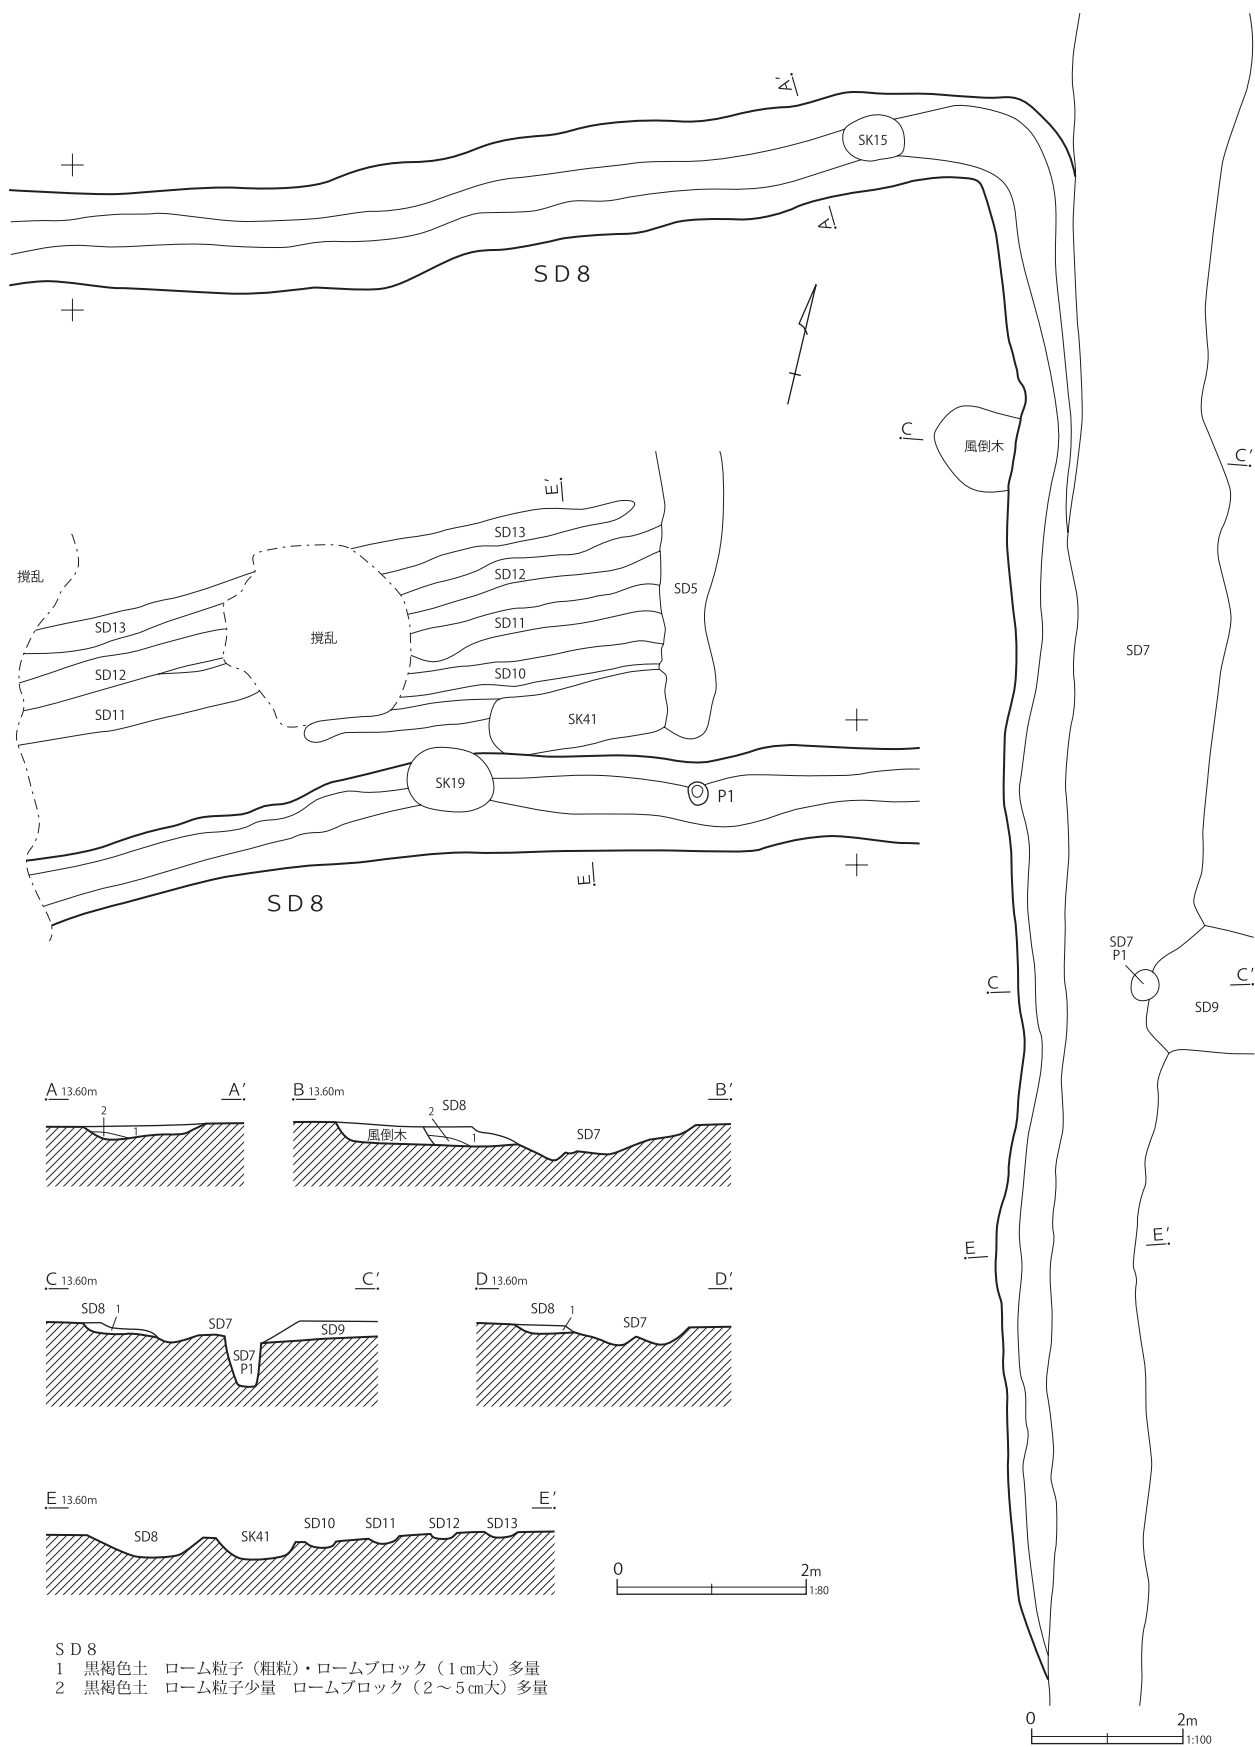 A'
SK15
A
SD8
C
風倒木
C'
E'
SD13
撹乱
SD12
SD5
SD13
撹乱
SD11
SD7
SD12
SD10
SD11
SK41
SK19
P1
E
SD8
SD7
P1
C
C'
SD9
A 13.60m A'
2
1
B 13.60m B'
SD8
2
風倒木
1
SD7
E
E'
C 13.60m C'
SD8
1
SD7
SD9
SD7
P1
D 13.60m D'
SD8
1
SD7
E 13.60m E'
SD8
SK41
SD10
SD11
SD12
SD13
0 2m
1:80
SD8
1 黒褐色土 ローム粒子（粗粒）・ロームブロック（1㎝大）多量
2 黒褐色土 ローム粒子少量 ロームブロック（2～5㎝大）多量
0 2m
1:100